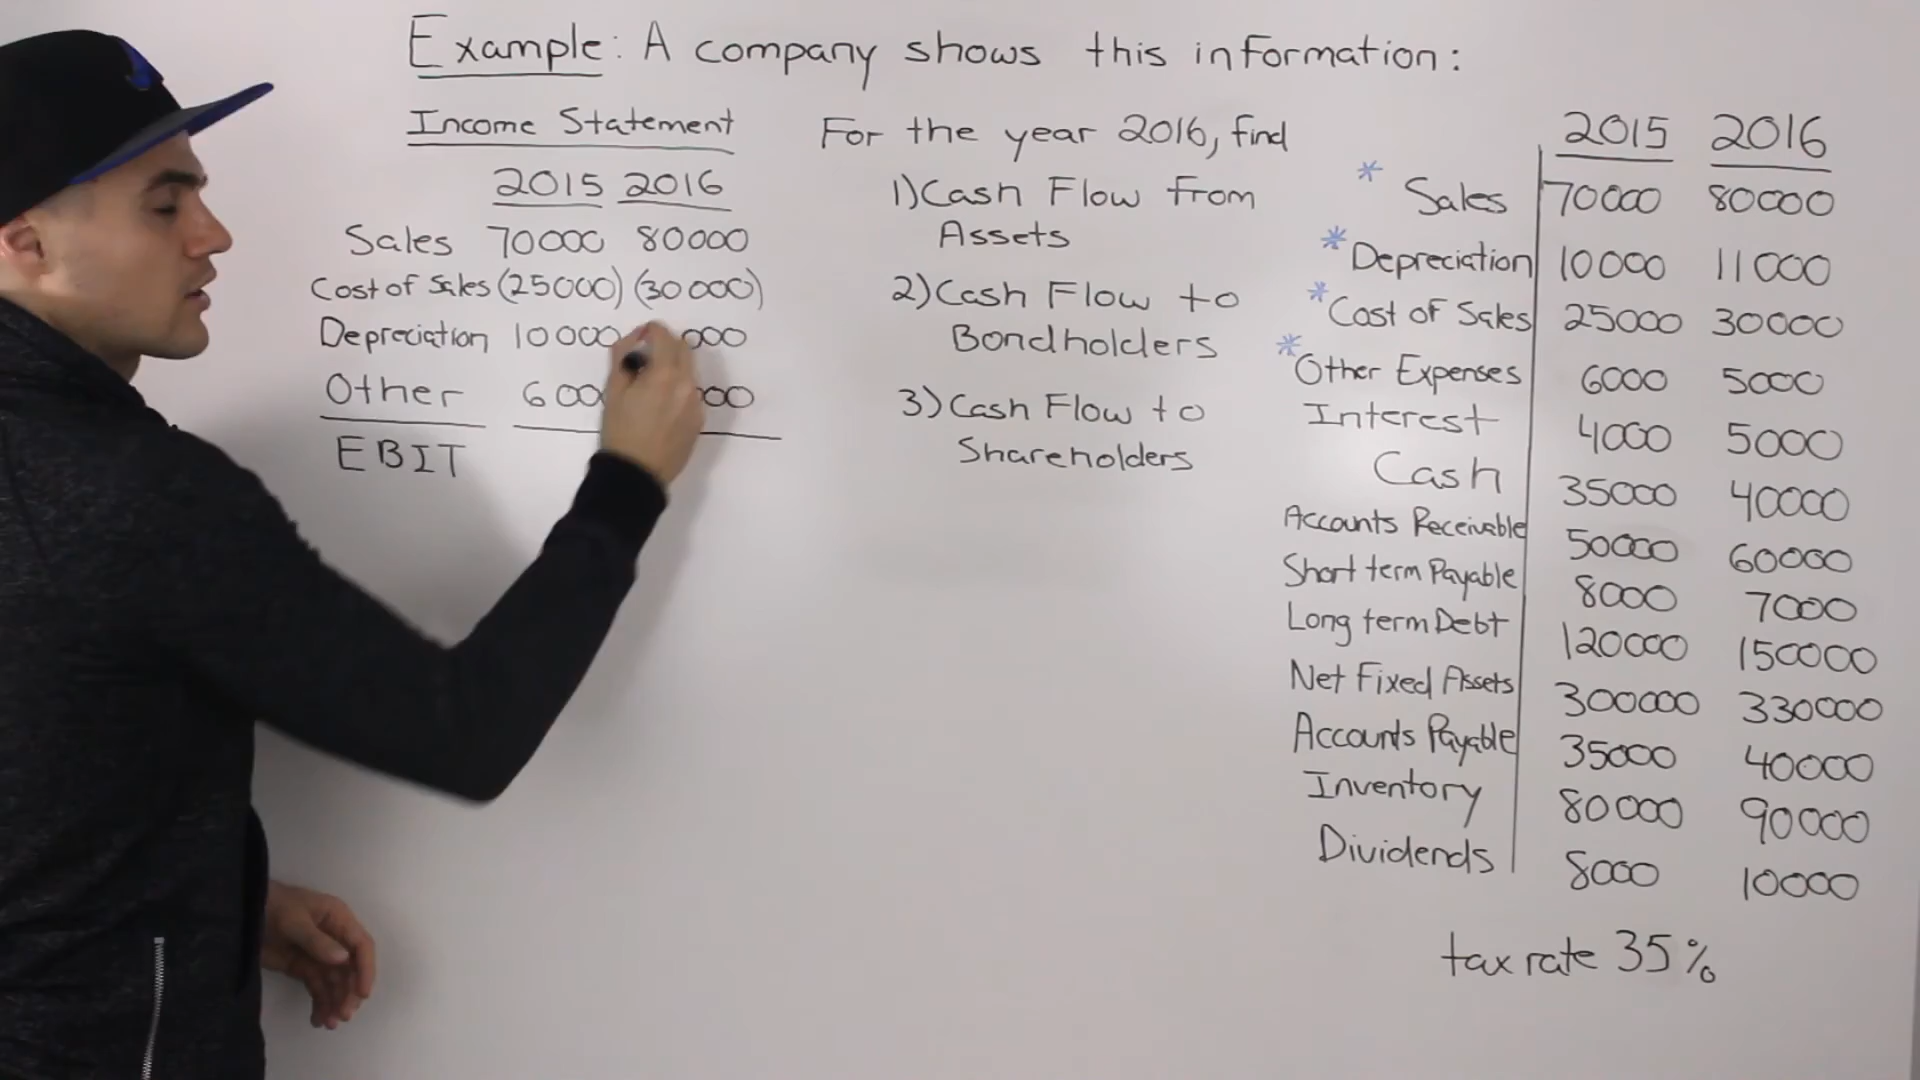 Example: A company shows this information:
Income Statement
2015 2016
Sales 70000 80000
Cost of Sales (25000) (30000)
Depreciation 10000 000
Other 600 00
EBIT
For the year 2016, find
1) Cash Flow from
Assets
2) Cash Flow to
Bondholders
3) Cash Flow to
Shareholders
2015 2016
* Sales 70000 80000
* Depreciation 10000 11000
* Cost of Sales 25000 30000
* Other Expenses 6000 5000
Interest 4000 5000
Cash 35000 40000
Accounts Receivable 50000 60000
Short term Payable 8000 7000
Long term Debt 120000 150000
Net Fixed Assets 300000 330000
Accounts Payable 35000 40000
Inventory 80000 90000
Dividends 8000 10000
tax rate 35%